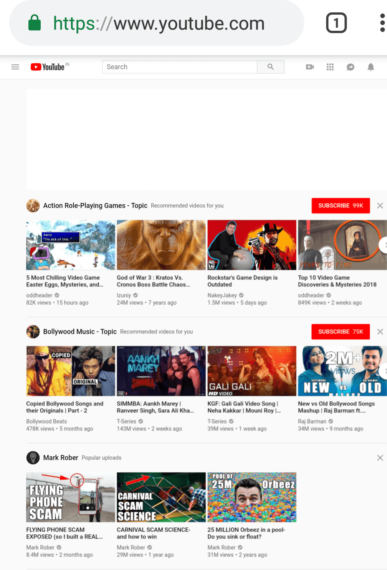 https://www.youtube.com
1
YouTube IN
Search
Action Role-Playing Games - Topic Recommended videos for you
SUBSCRIBE 99K
5 Most Chilling Video Game
Easter Eggs, Mysteries, and…
oddheader
82K views • 15 hours ago
God of War 3 : Kratos Vs.
Cronos Boss Battle Chaos...
Izuniy
24M views • 7 years ago
Rockstar's Game Design is
Outdated
NakeyJakey
1.5M views • 5 days ago
Top 10 Video Game
Discoveries & Mysteries 2018
oddheader
849K views • 2 weeks ago
Bollywood Music - Topic Recommended videos for you
SUBSCRIBE 75K
COPIED
ORIGINAL
AANKH
MAREY
GALI GALI
HD VIDEO
2M+
VIEWS
NEW vs OLD
Copied Bollywood Songs and
their Originals | Part - 2
Bollywood Beats
478K views • 5 months ago
SIMMBA: Aankh Marey |
Ranveer Singh, Sara Ali Kha...
T-Series
143M views • 2 weeks ago
KGF: Gali Gali Video Song |
Neha Kakkar | Mouni Roy |...
T-Series
39M views • 1 week ago
New vs Old Bollywood Songs
Mashup | Raj Barman ft....
Raj Barman
34M views • 9 months ago
Mark Rober Popular uploads
FLYING
PHONE
SCAM
CARNIVAL
SCAM SCIENCE
POOL OF
25M Orbeez
FLYING PHONE SCAM
EXPOSED (so I built a REAL...
Mark Rober
8.4M views • 2 months ago
CARNIVAL SCAM SCIENCE-
and how to win
Mark Rober
29M views • 1 year ago
25 MILLION Orbeez in a pool-
Do you sink or float?
Mark Rober
31M views • 2 years ago